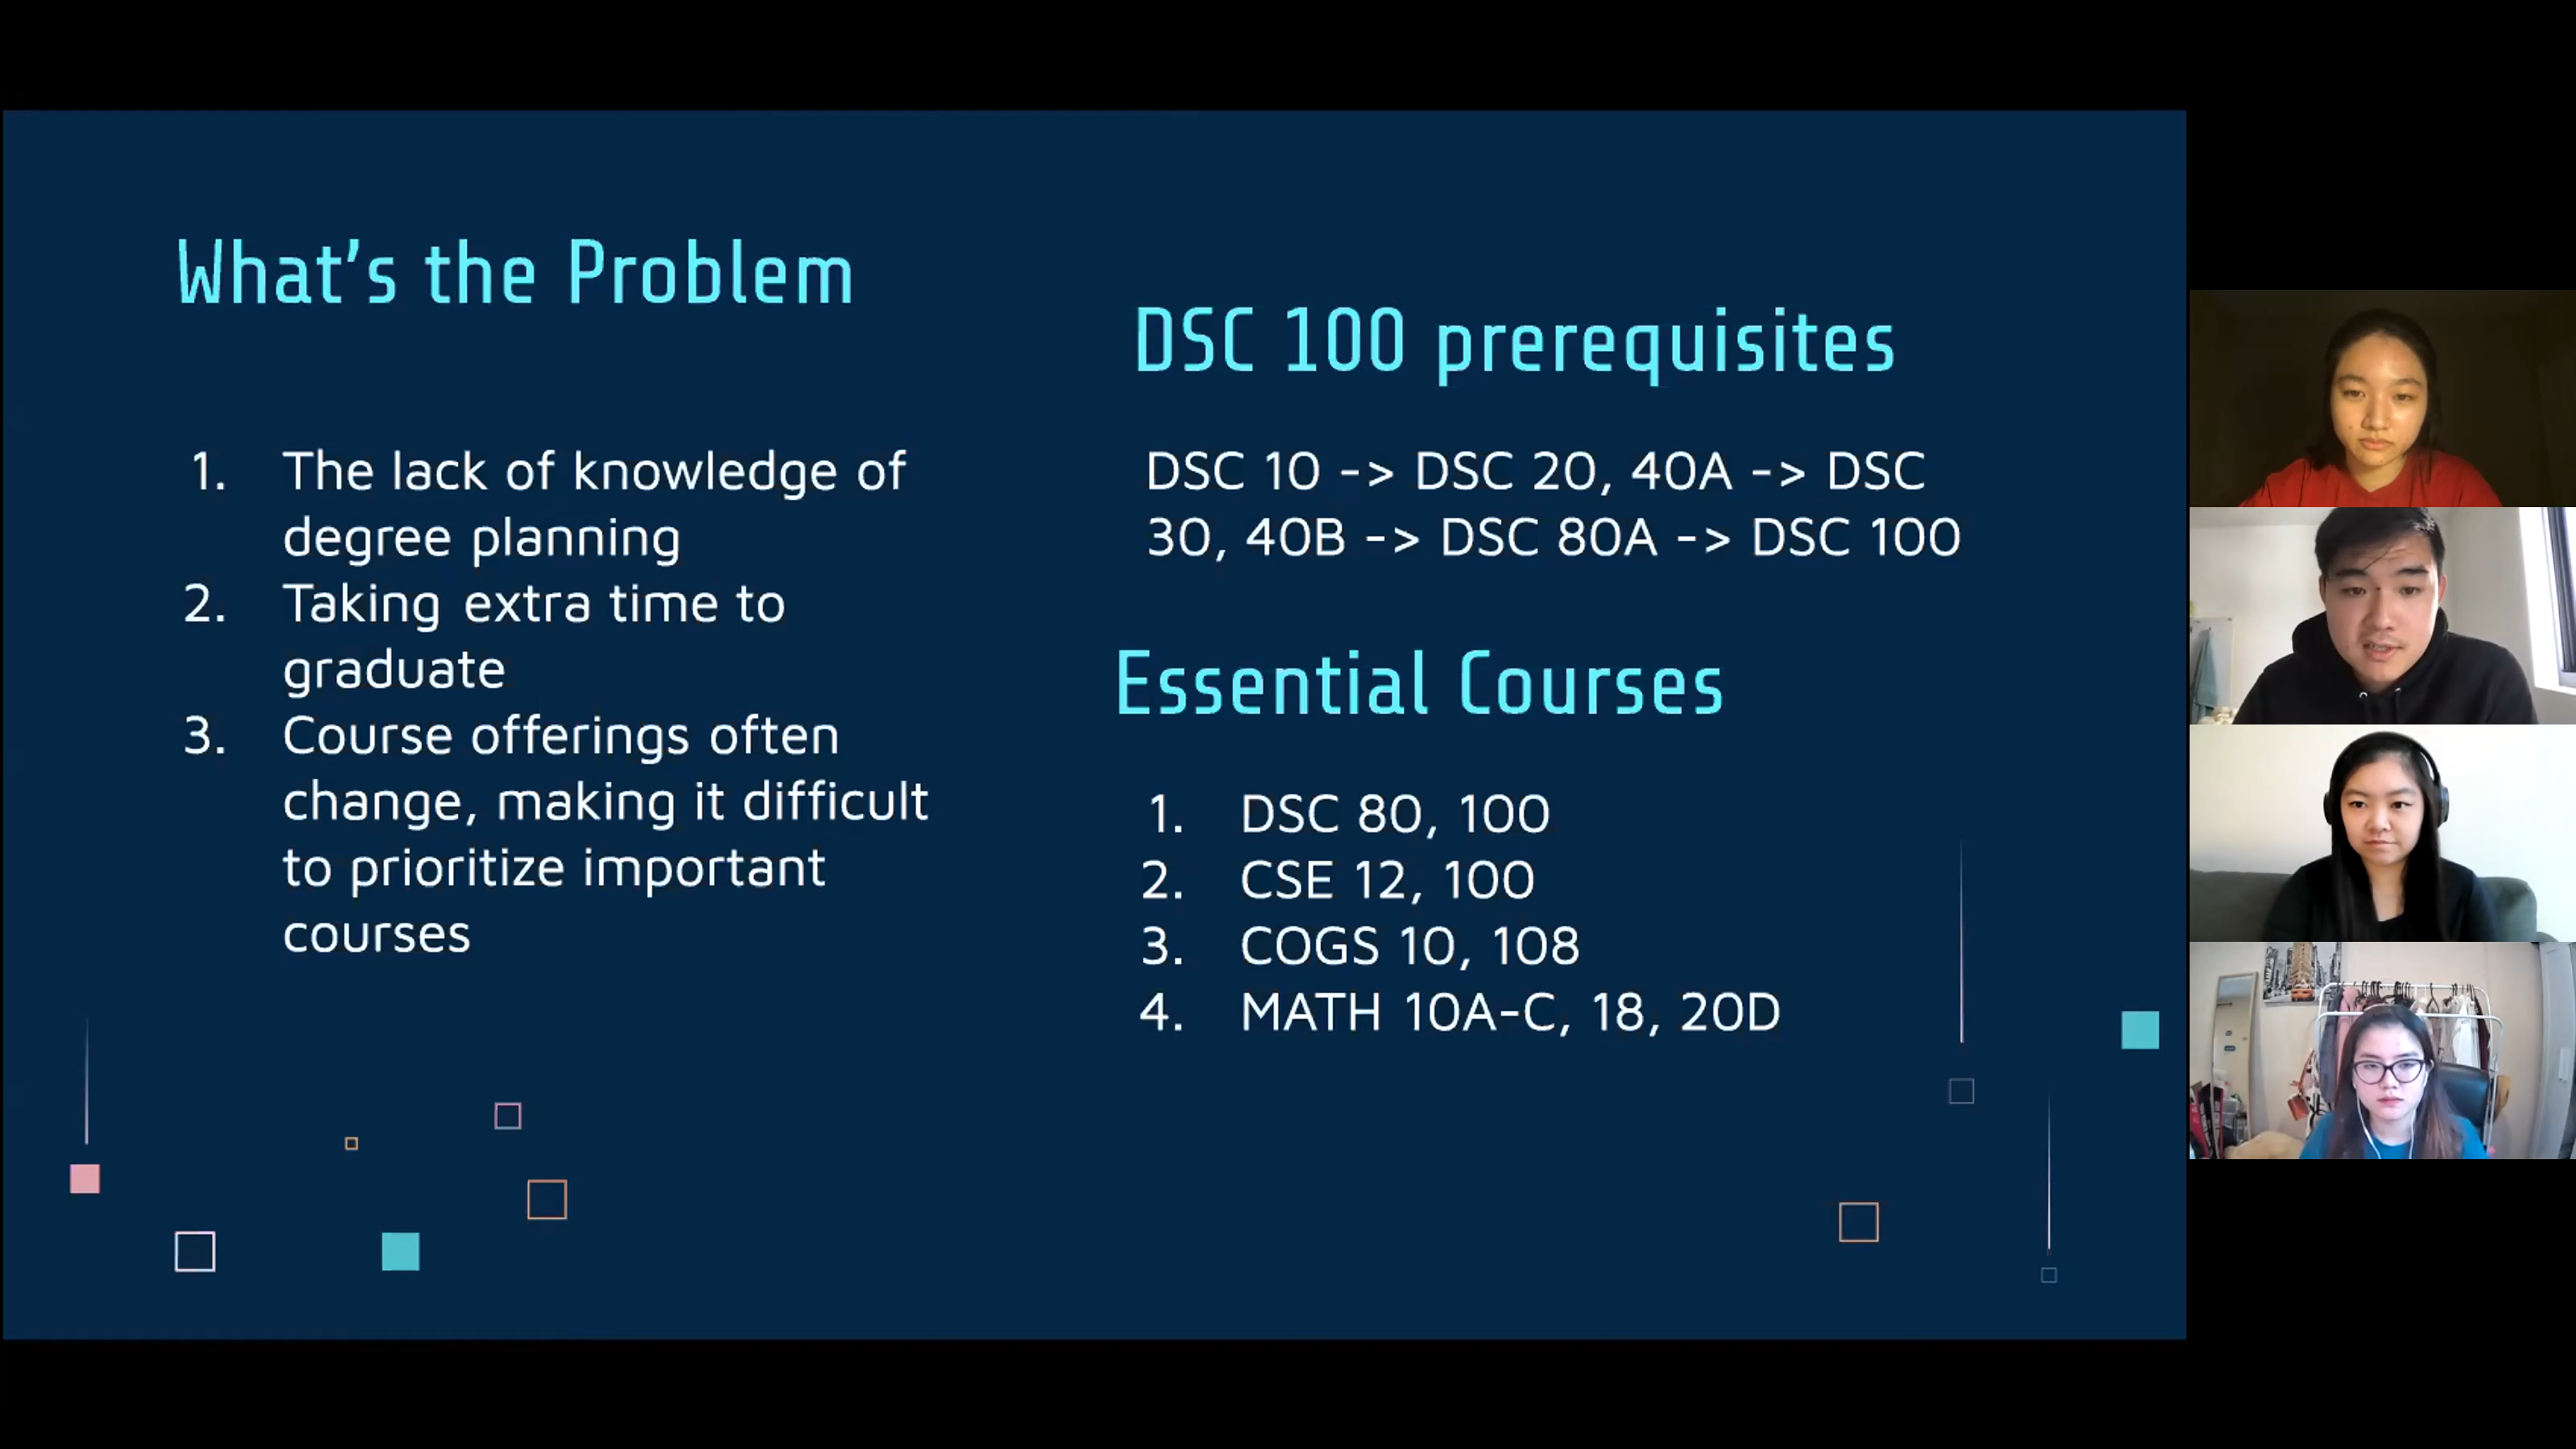 What's the Problem
1. The lack of knowledge of
degree planning
2. Taking extra time to
graduate
3. Course offerings often
change, making it difficult
to prioritize important
courses
DSC 100 prerequisites
DSC 10 -> DSC 20, 40A -> DSC
30, 40B -> DSC 80A -> DSC 100
Essential Courses
1. DSC 80, 100
2. CSE 12, 100
3. COGS 10, 108
4. MATH 10A-C, 18, 20D